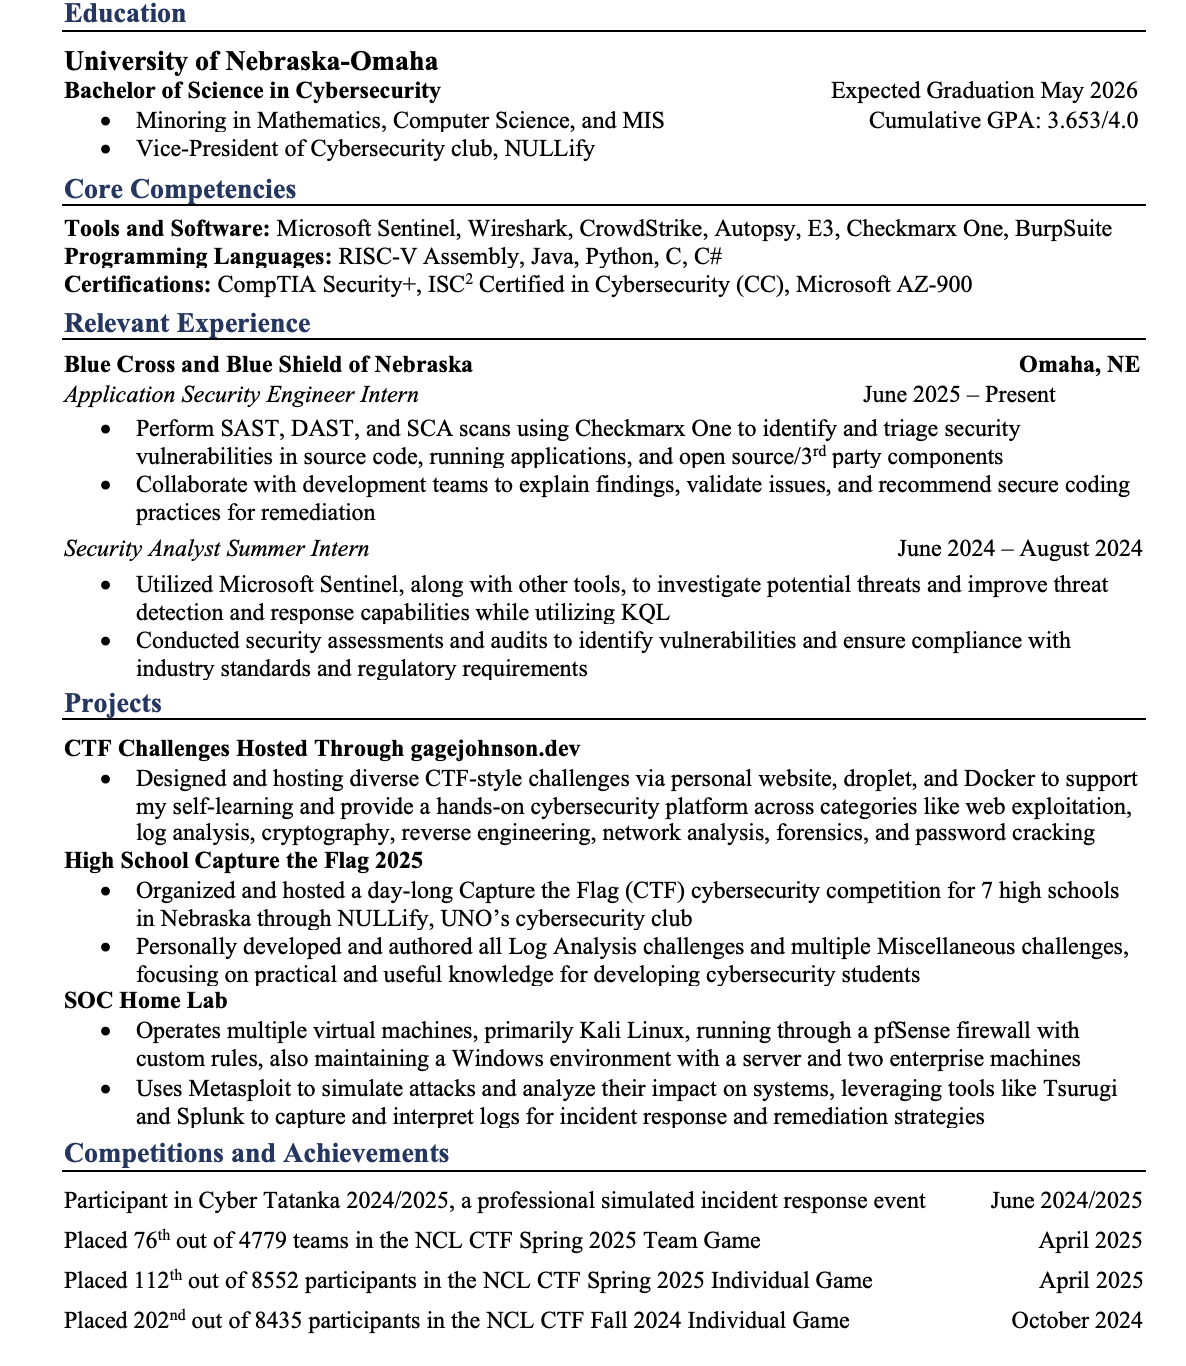 Education
University of Nebraska-Omaha
Bachelor of Science in Cybersecurity Expected Graduation May 2026
• Minoring in Mathematics, Computer Science, and MIS Cumulative GPA: 3.653/4.0
• Vice-President of Cybersecurity club, NULLify
Core Competencies
Tools and Software: Microsoft Sentinel, Wireshark, CrowdStrike, Autopsy, E3, Checkmarx One, BurpSuite
Programming Languages: RISC-V Assembly, Java, Python, C, C#
Certifications: CompTIA Security+, ISC² Certified in Cybersecurity (CC), Microsoft AZ-900
Relevant Experience
Blue Cross and Blue Shield of Nebraska Omaha, NE
Application Security Engineer Intern June 2025 – Present
• Perform SAST, DAST, and SCA scans using Checkmarx One to identify and triage security
vulnerabilities in source code, running applications, and open source/3rd party components
• Collaborate with development teams to explain findings, validate issues, and recommend secure coding
practices for remediation
Security Analyst Summer Intern June 2024 – August 2024
• Utilized Microsoft Sentinel, along with other tools, to investigate potential threats and improve threat
detection and response capabilities while utilizing KQL
• Conducted security assessments and audits to identify vulnerabilities and ensure compliance with
industry standards and regulatory requirements
Projects
CTF Challenges Hosted Through gagejohnson.dev
• Designed and hosting diverse CTF-style challenges via personal website, droplet, and Docker to support
my self-learning and provide a hands-on cybersecurity platform across categories like web exploitation,
log analysis, cryptography, reverse engineering, network analysis, forensics, and password cracking
High School Capture the Flag 2025
• Organized and hosted a day-long Capture the Flag (CTF) cybersecurity competition for 7 high schools
in Nebraska through NULLify, UNO’s cybersecurity club
• Personally developed and authored all Log Analysis challenges and multiple Miscellaneous challenges,
focusing on practical and useful knowledge for developing cybersecurity students
SOC Home Lab
• Operates multiple virtual machines, primarily Kali Linux, running through a pfSense firewall with
custom rules, also maintaining a Windows environment with a server and two enterprise machines
• Uses Metasploit to simulate attacks and analyze their impact on systems, leveraging tools like Tsurugi
and Splunk to capture and interpret logs for incident response and remediation strategies
Competitions and Achievements
Participant in Cyber Tatanka 2024/2025, a professional simulated incident response event June 2024/2025
Placed 76th out of 4779 teams in the NCL CTF Spring 2025 Team Game April 2025
Placed 112th out of 8552 participants in the NCL CTF Spring 2025 Individual Game April 2025
Placed 202nd out of 8435 participants in the NCL CTF Fall 2024 Individual Game October 2024